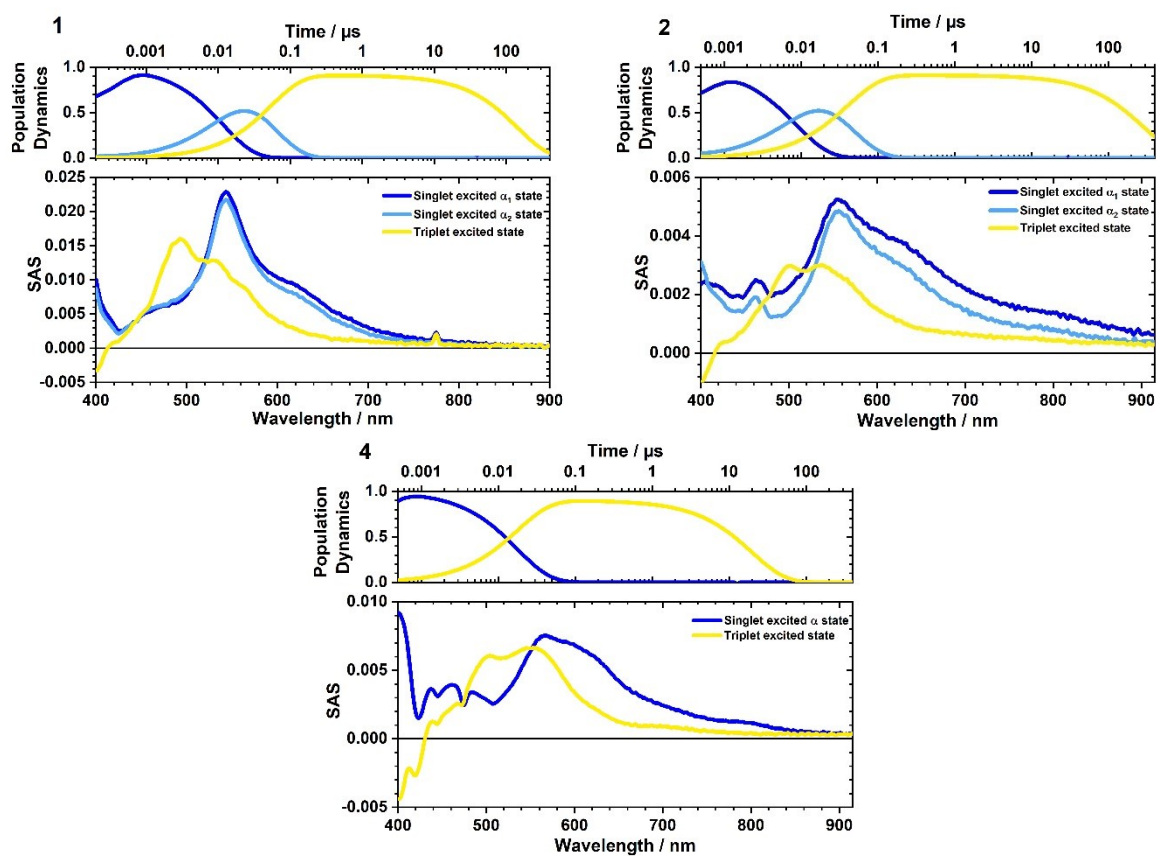 1
Time / μs
0.001 0.01 0.1 1 10 100
Population
Dynamics
1.0
0.5
0.0
SAS
0.025
0.020
0.015
0.010
0.005
0.000
-0.005
Singlet excited α1 state
Singlet excited α2 state
Triplet excited state
400 500 600 700 800 900
Wavelength / nm
2
Time / μs
0.001 0.01 0.1 1 10 100
Population
Dynamics
1.0
0.5
0.0
SAS
0.006
0.004
0.002
0.000
Singlet excited α1 state
Singlet excited α2 state
Triplet excited state
400 500 600 700 800 900
Wavelength / nm
4
Time / μs
0.001 0.01 0.1 1 10 100
Population
Dynamics
1.0
0.5
0.0
SAS
0.010
0.005
0.000
-0.005
Singlet excited α state
Triplet excited state
400 500 600 700 800 900
Wavelength / nm